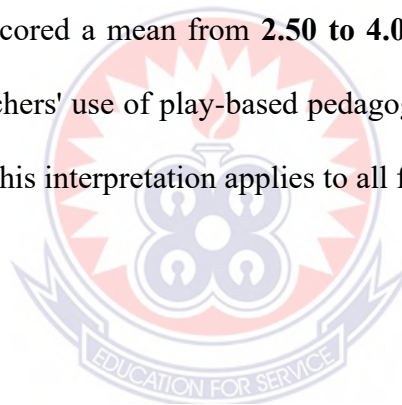 cored a mean from 2.50 to 4.0
chers' use of play-based pedagog
his interpretation applies to all f
EDUCATION FOR SERVICE